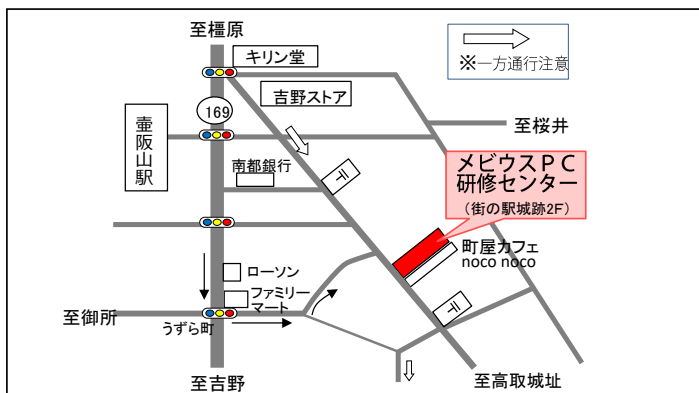 至橿原
キリン堂
※一方通行注意
吉野ストア
169
壷阪山駅
至桜井
南都銀行
〒
メビウスPC
研修センター
(街の駅城跡2F)
町屋カフェ
noco noco
ローソン
ファミリー
マート
〒
至御所
うずら町
至吉野
至高取城址